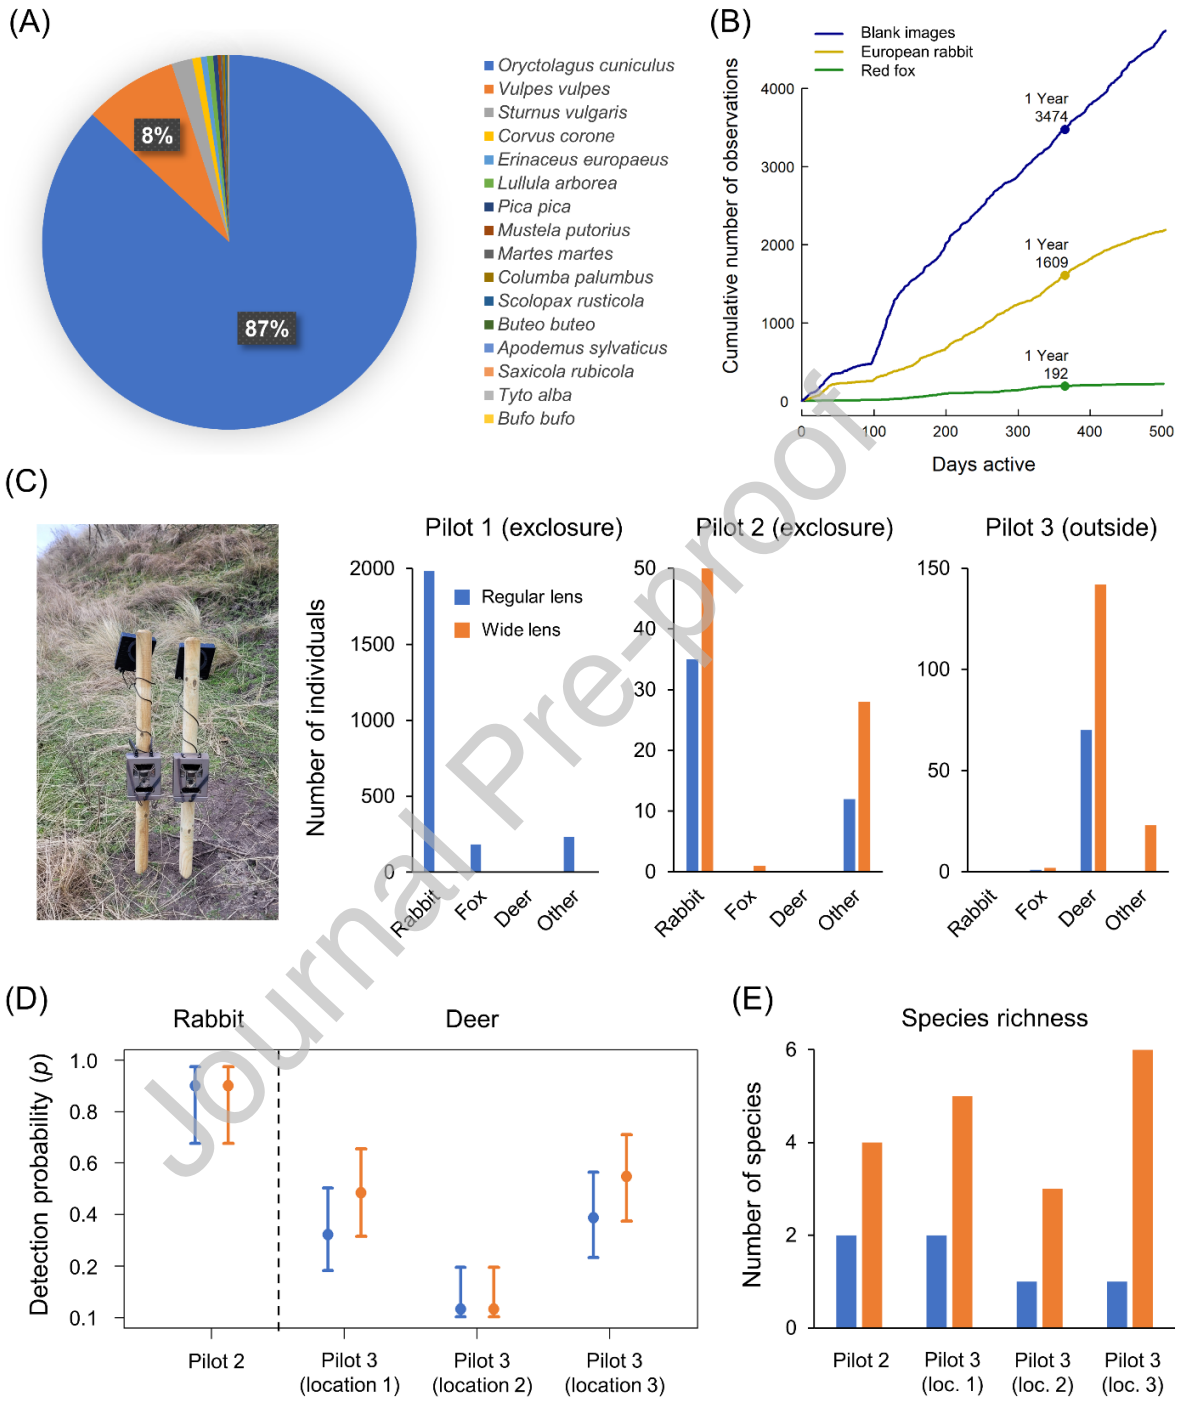 (A)
87%
8%
Oryctolagus cuniculus
Vulpes vulpes
Sturnus vulgaris
Corvus corone
Erinaceus europaeus
Lullula arborea
Pica pica
Mustela putorius
Martes martes
Columba palumbus
Scolopax rusticola
Buteo buteo
Apodemus sylvaticus
Saxicola rubicola
Tyto alba
Bufo bufo
(B)
Blank images
European rabbit
Red fox
Cumulative number of observations
4000
3000
2000
1000
0
1 Year
3474
1 Year
1609
1 Year
192
0 100 200 300 400 500
Days active
(C)
Number of individuals
Pilot 1 (exclosure)
2000
1500
1000
500
0
Regular lens
Wide lens
Rabbit Fox Deer Other
Pilot 2 (exclosure)
50
40
30
20
10
0
Rabbit Fox Deer Other
Pilot 3 (outside)
150
100
50
0
Rabbit Fox Deer Other
(D)
Rabbit Deer
Detection probability (p)
1.0
0.8
0.6
0.4
0.2
0.1
Pilot 2
Pilot 3
(location 1)
Pilot 3
(location 2)
Pilot 3
(location 3)
(E)
Species richness
Number of species
6
4
2
0
Pilot 2
Pilot 3
(loc. 1)
Pilot 3
(loc. 2)
Pilot 3
(loc. 3)
Journal Pre-proof